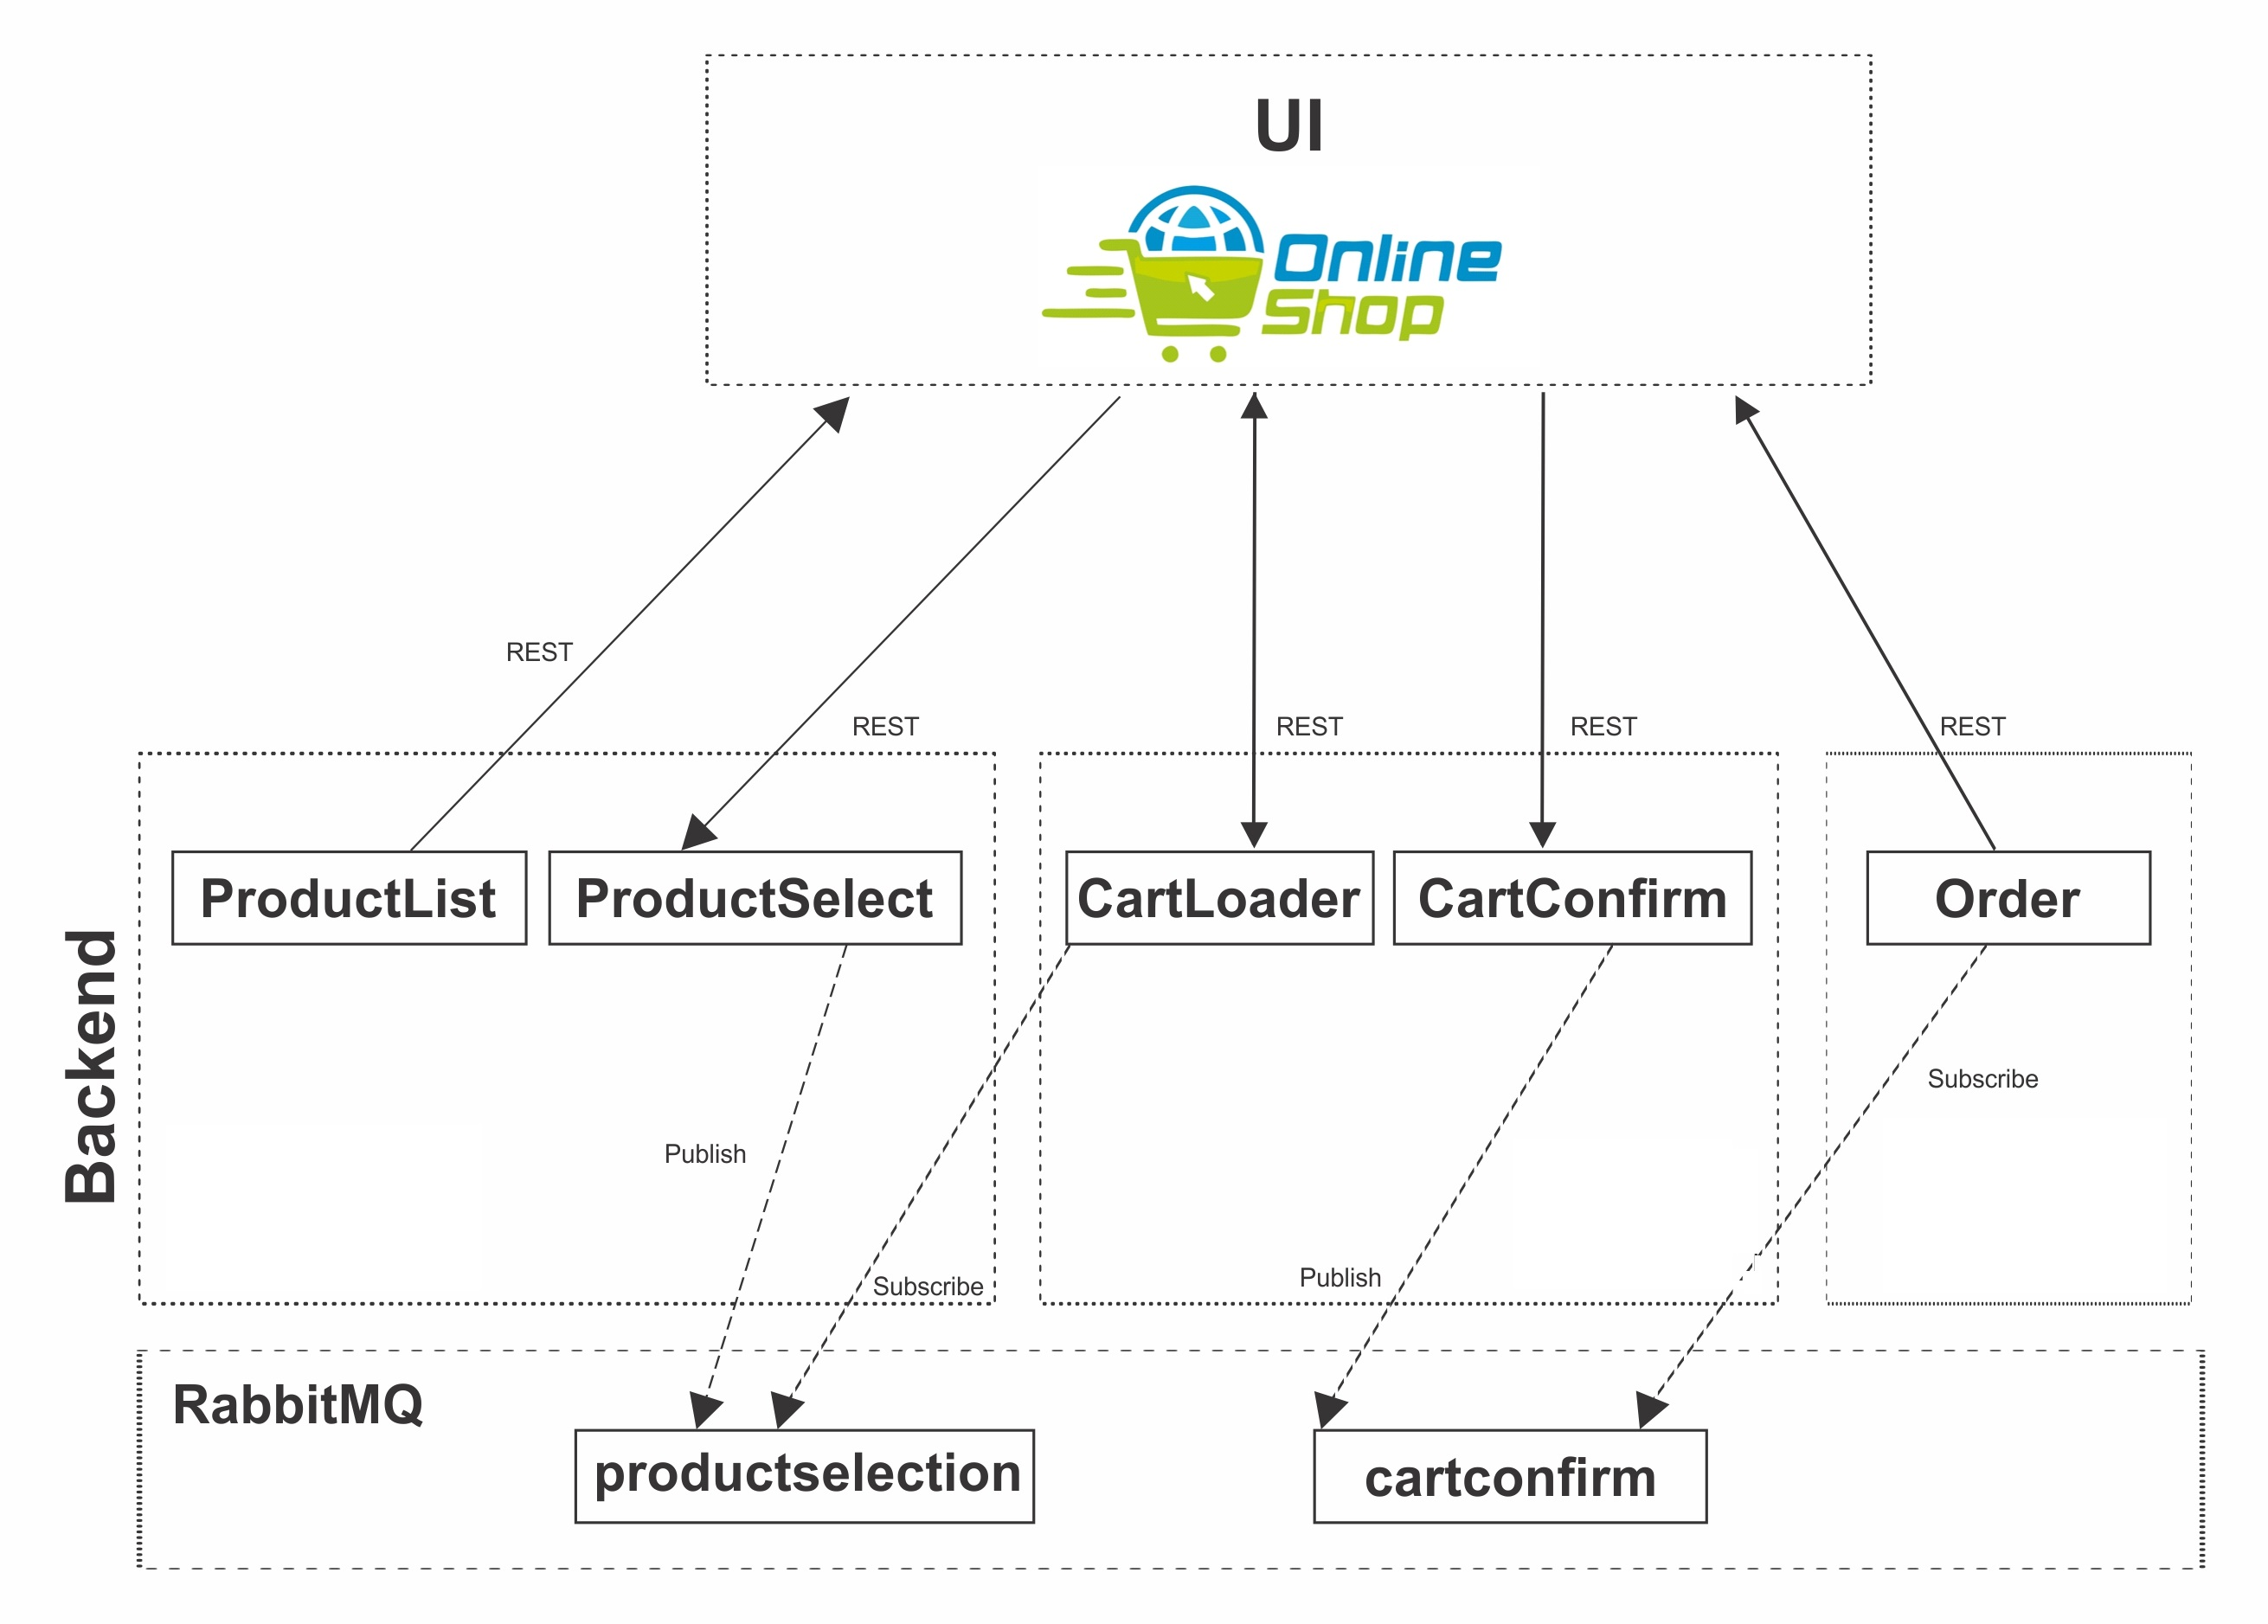 UI
Online
Shop
REST
REST
REST
REST
REST
Backend
ProductList
ProductSelect
CartLoader
CartConfirm
Order
Subscribe
Publish
Publish
Subscribe
RabbitMQ
productselection
cartconfirm